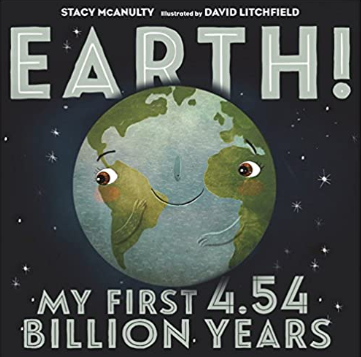 STACY McANULTY Illustrated by DAVID LITCHFIELD
EARTH!
MY FIRST 4.54
BILLION YEARS